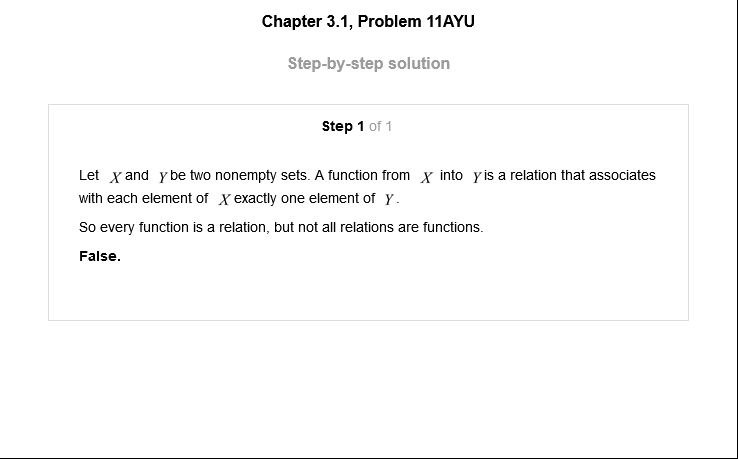 Chapter 3.1, Problem 11AYU
Step-by-step solution
Step 1 of 1
Let X and Y be two nonempty sets. A function from X into Y is a relation that associates
with each element of X exactly one element of Y.
So every function is a relation, but not all relations are functions.
False.